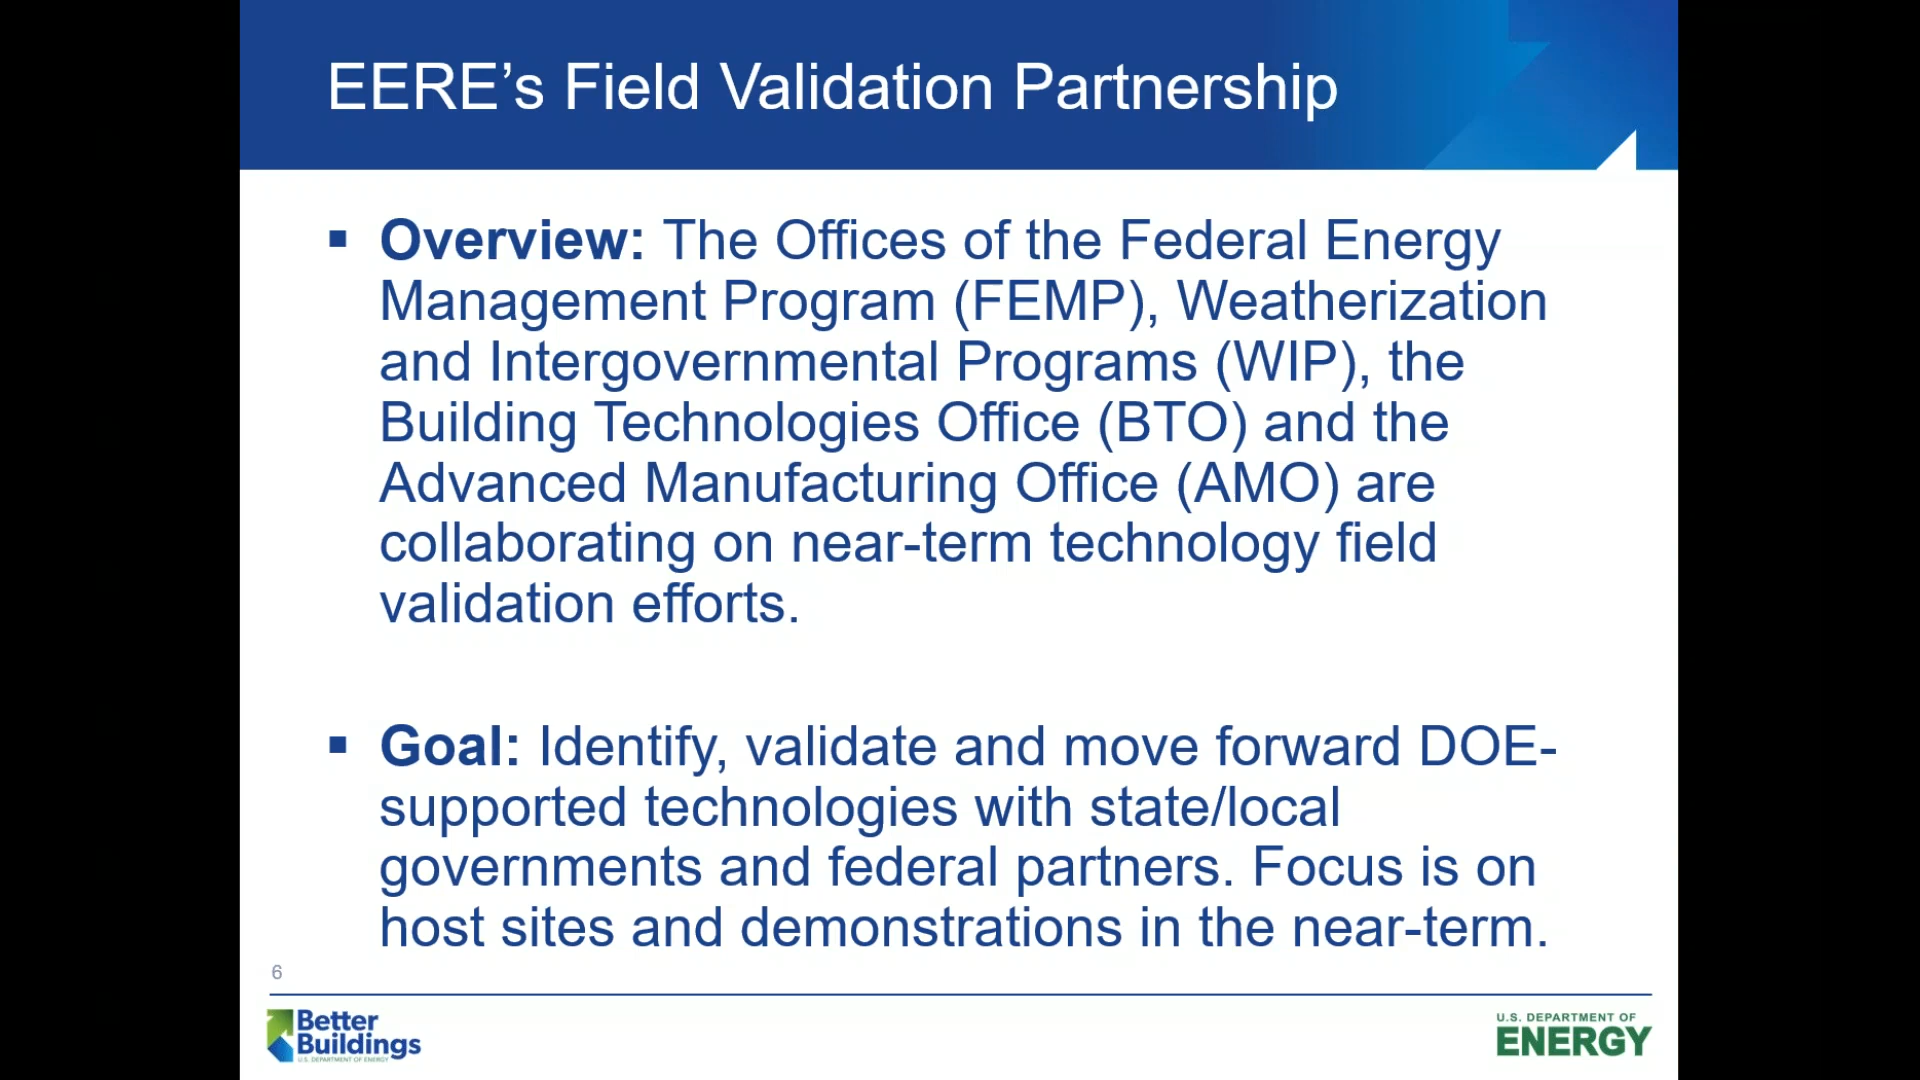 EERE’s Field Validation Partnership
▪ Overview: The Offices of the Federal Energy
Management Program (FEMP), Weatherization
and Intergovernmental Programs (WIP), the
Building Technologies Office (BTO) and the
Advanced Manufacturing Office (AMO) are
collaborating on near-term technology field
validation efforts.
▪ Goal: Identify, validate and move forward DOE-
supported technologies with state/local
governments and federal partners. Focus is on
host sites and demonstrations in the near-term.
6
Better
Buildings
U.S. DEPARTMENT OF ENERGY
U.S. DEPARTMENT OF
ENERGY